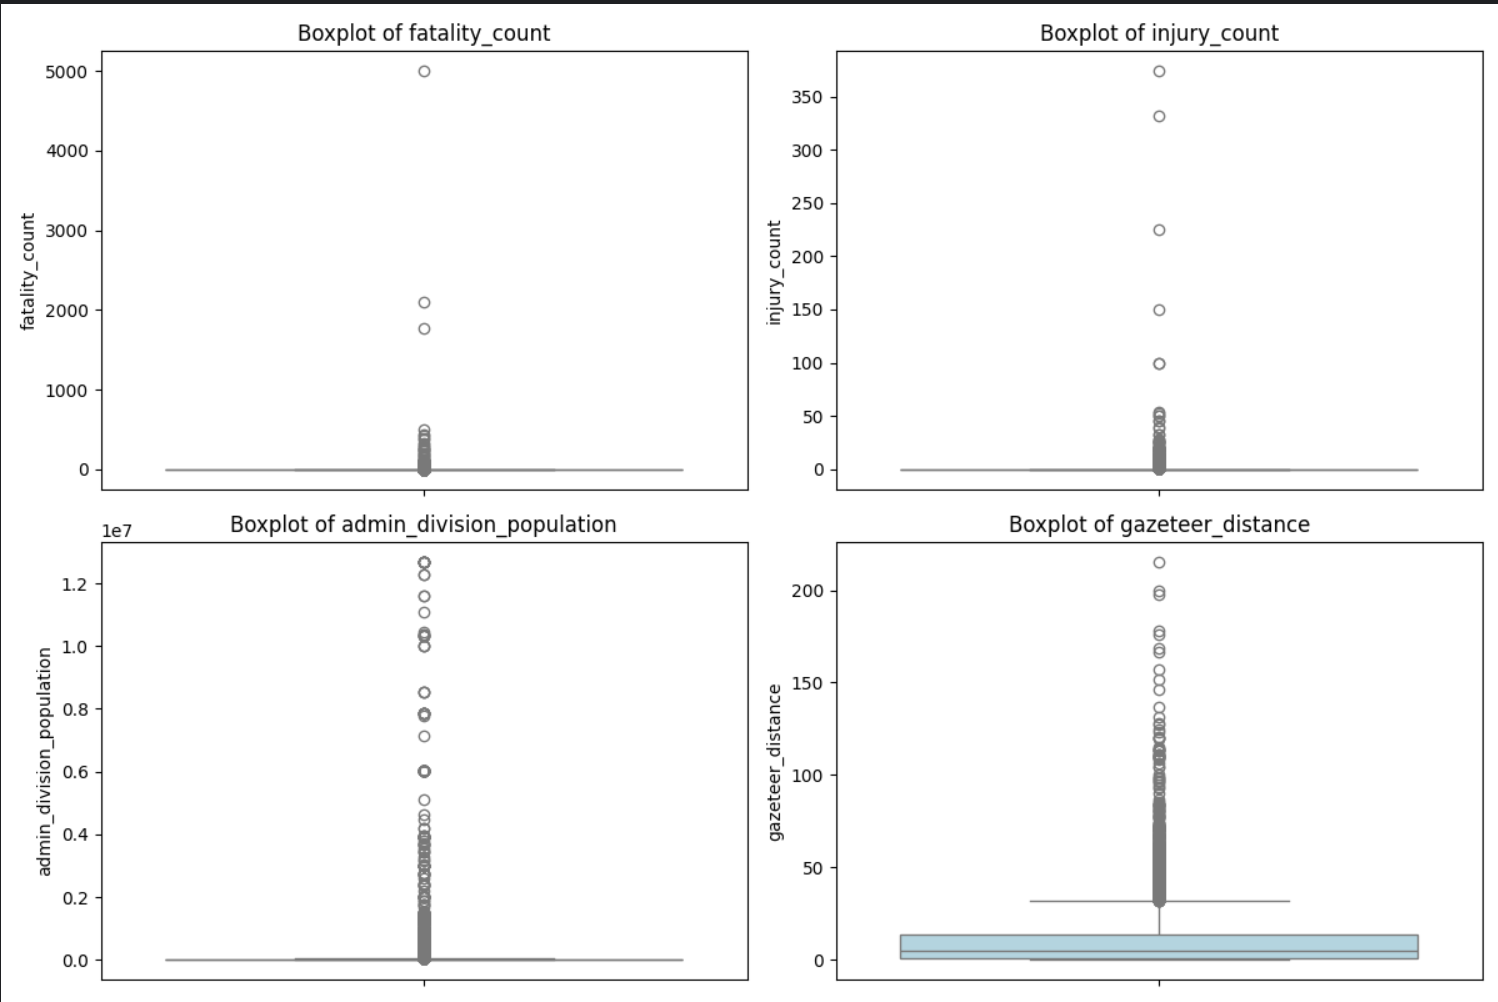 Boxplot of fatality_count
5000
4000
3000
2000
1000
0
fatality_count
Boxplot of injury_count
350
300
250
200
150
100
50
0
injury_count
Boxplot of admin_division_population
1e7
1.2
1.0
0.8
0.6
0.4
0.2
0.0
admin_division_population
Boxplot of gazeteer_distance
200
150
100
50
0
gazeteer_distance